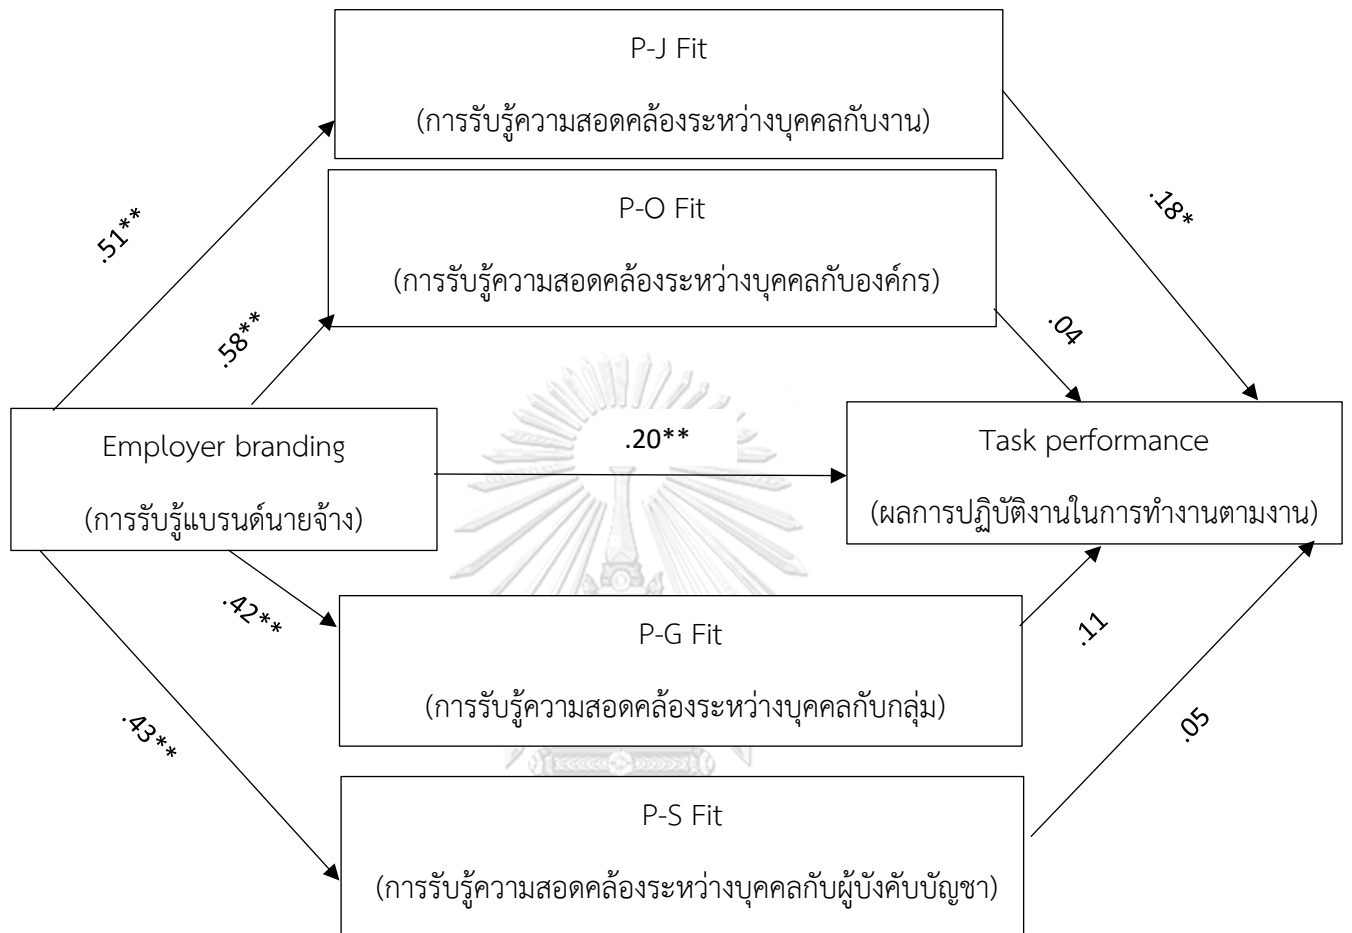 P-J Fit
(การรับรู้ความสอดคล้องระหว่างบุคคลกับงาน)
.51**
.18*
P-O Fit
(การรับรู้ความสอดคล้องระหว่างบุคคลกับองค์กร)
.58**
.04
Employer branding
(การรับรู้แบรนด์นายจ้าง)
.20**
Task performance
(ผลการปฏิบัติงานในการทำงานตามงาน)
.42**
P-G Fit
(การรับรู้ความสอดคล้องระหว่างบุคคลกับกลุ่ม)
.11
.43**
.05
P-S Fit
(การรับรู้ความสอดคล้องระหว่างบุคคลกับผู้บังคับบัญชา)